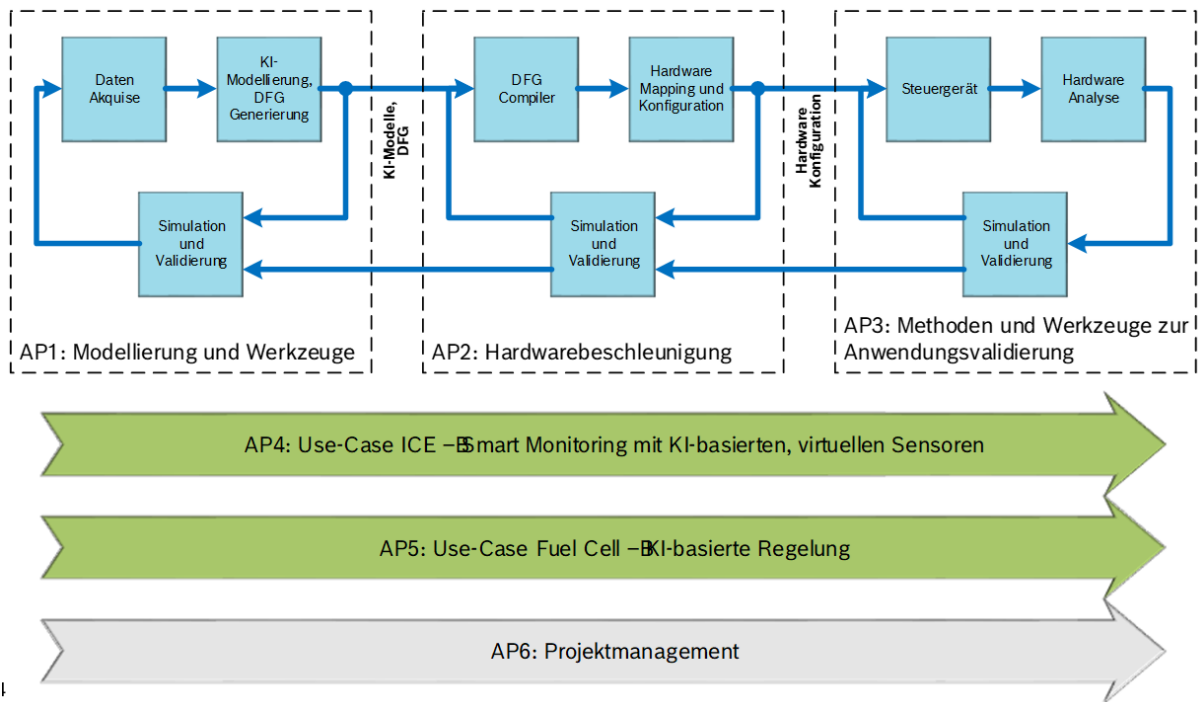 Daten
Akquise
KI-
Modellierung,
DFG
Generierung
KI-Modelle,
DFG
DFG
Compiler
Hardware
Mapping und
Konfiguration
Hardware
Konfiguration
Steuergerät
Hardware
Analyse
Simulation
und
Validierung
Simulation
und
Validierung
Simulation
und
Validierung
AP1: Modellierung und Werkzeuge
AP2: Hardwarebeschleunigung
AP3: Methoden und Werkzeuge zur
Anwendungsvalidierung
AP4: Use-Case ICE – Smart Monitoring mit KI-basierten, virtuellen Sensoren
AP5: Use-Case Fuel Cell – KI-basierte Regelung
AP6: Projektmanagement